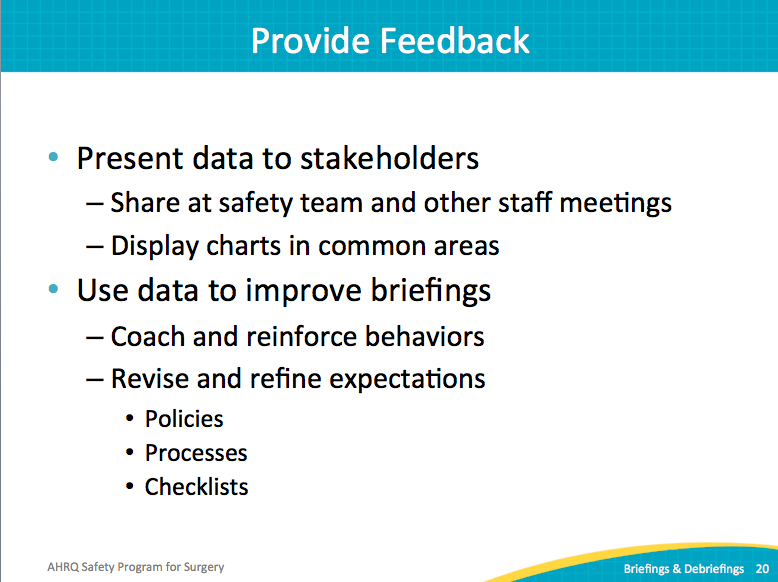 Provide Feedback
• Present data to stakeholders
– Share at safety team and other staff meetings
– Display charts in common areas
• Use data to improve briefings
– Coach and reinforce behaviors
– Revise and refine expectations
• Policies
• Processes
• Checklists
AHRQ Safety Program for Surgery
Briefings & Debriefings 20